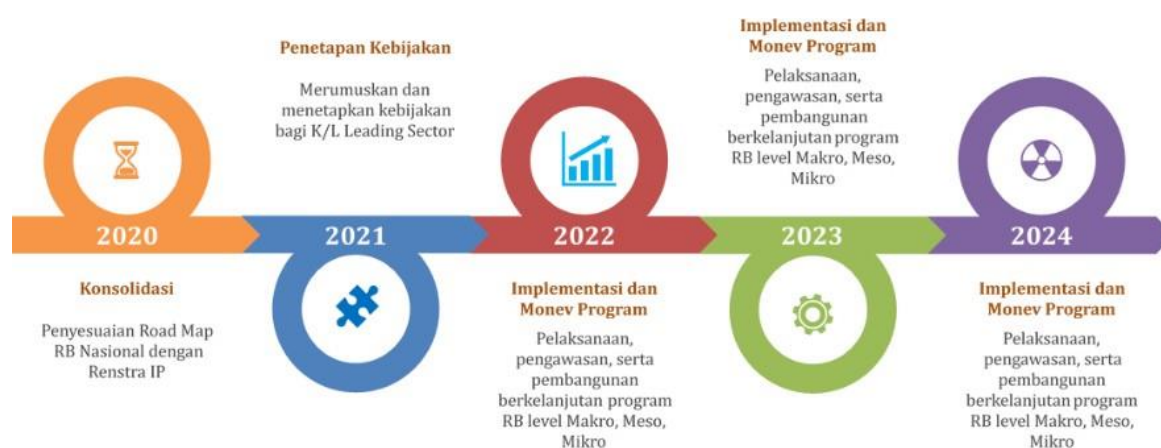 2020
Konsolidasi
Penyesuaian Road Map
RB Nasional dengan
Renstra IP
Penetapan Kebijakan
Merumuskan dan
menetapkan kebijakan
bagi K/L Leading Sector
2021
2022
Implementasi dan
Monev Program
Pelaksanaan,
pengawasan, serta
pembangunan
berkelanjutan program
RB level Makro, Meso,
Mikro
Implementasi dan
Monev Program
Pelaksanaan,
pengawasan, serta
pembangunan
berkelanjutan program
RB level Makro, Meso,
Mikro
2023
2024
Implementasi dan
Monev Program
Pelaksanaan,
pengawasan, serta
pembangunan
berkelanjutan program
RB level Makro, Meso,
Mikro